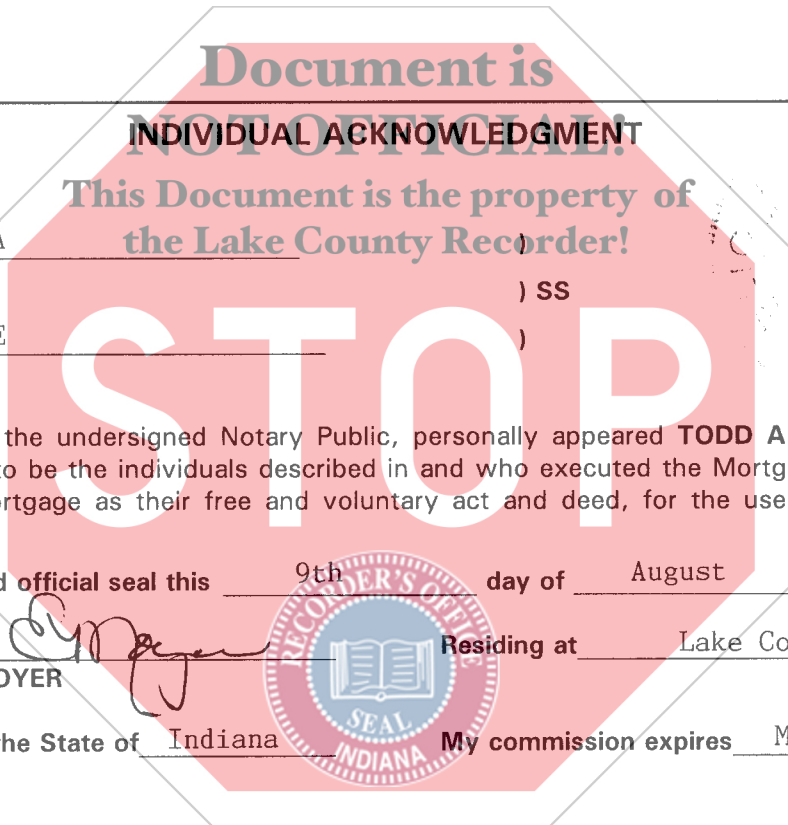 Document is
INDIVIDUAL ACKNOWLEDGMENT
NOT OFFICIAL!
This Document is the property of
A )
the Lake County Recorder!
) SS
E )
STOP
the undersigned Notary Public, personally appeared TODD A
to be the individuals described in and who executed the Mortg
ortgage as their free and voluntary act and deed, for the use
d official seal this 9th day of August
Residing at Lake Co
OYER
the State of Indiana My commission expires M
RECORDER'S OFFICE
SEAL
INDIANA